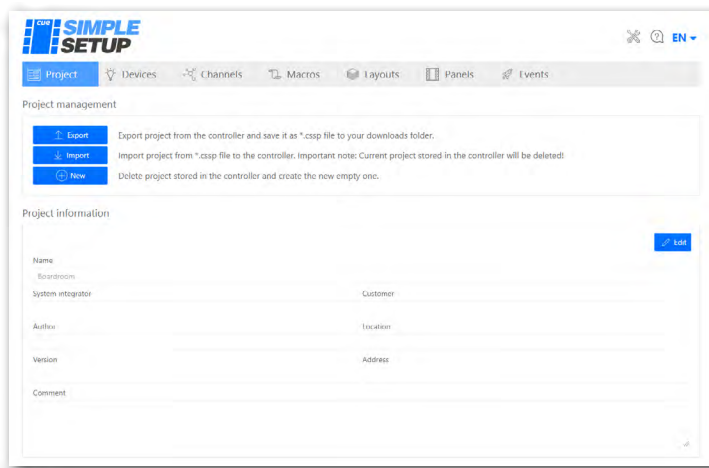 cue SIMPLE
SETUP
EN
Project Devices Channels Macros Layouts Panels Events
Project management
Export Export project from the controller and save it as *.cssp file to your downloads folder.
Import Import project from *.cssp file to the controller. Important note: Current project stored in the controller will be deleted!
New Delete project stored in the controller and create the new empty one.
Project information
Edit
Name
Boardroom
System integrator Customer
Author Location
Version Address
Comment